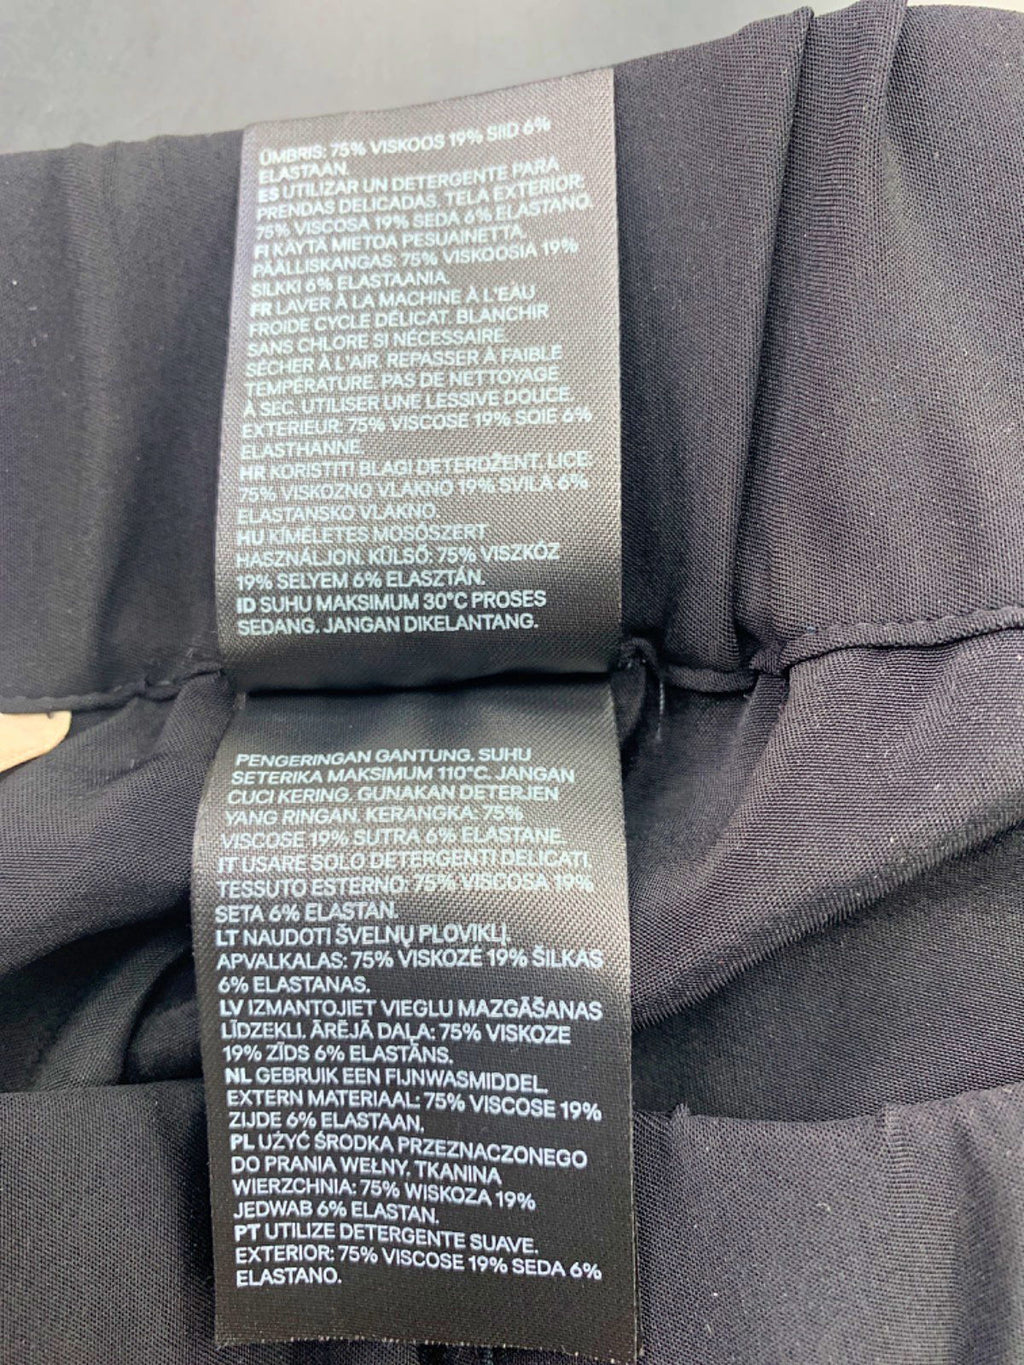 ÜMBRIS: 75% VISKOOS 19% SIID 6%
ELASTAAN.
ES UTILIZAR UN DETERGENTE PARA
PRENDAS DELICADAS. TELA EXTERIOR:
75% VISCOSA 19% SEDA 6% ELASTANO.
FI KÄYTÄ MIETOA PESUAINETTA.
PÄÄLLISKANGAS: 75% VISKOOSIA 19%
SILKKI 6% ELASTAANIA.
FR LAVER À LA MACHINE À L'EAU
FROIDE CYCLE DÉLICAT. BLANCHIR
SANS CHLORE SI NÉCESSAIRE.
SÉCHER À L'AIR. REPASSER À FAIBLE
TEMPÉRATURE. PAS DE NETTOYAGE
À SEC. UTILISER UNE LESSIVE DOUCE.
EXTERIEUR: 75% VISCOSE 19% SOIE 6%
ELASTHANNE.
HR KORISTITI BLAGI DETERDŽENT. LICE:
75% VISKOZNO VLAKNO 19% SVILA 6%
ELASTANSKO VLAKNO.
HU KÍMÉLETES MOSÓSZERT
HASZNÁLJON. KÜLSŐ: 75% VISZKÓZ
19% SELYEM 6% ELASZTÁN.
ID SUHU MAKSIMUM 30°C PROSES
SEDANG. JANGAN DIKELANTANG.
PENGERINGAN GANTUNG. SUHU
SETERIKA MAKSIMUM 110°C. JANGAN
CUCI KERING. GUNAKAN DETERJEN
YANG RINGAN. KERANGKA: 75%
VISCOSE 19% SUTRA 6% ELASTANE.
IT USARE SOLO DETERGENTI DELICATI.
TESSUTO ESTERNO: 75% VISCOSA 19%
SETA 6% ELASTAN.
LT NAUDOTI ŠVELNŲ PLOVIKLĮ.
APVALKALAS: 75% VISKOZĖ 19% ŠILKAS
6% ELASTANAS.
LV IZMANTOJIET VIEGLU MAZGĀŠANAS
LĪDZEKLI. ĀRĒJĀ DAĻA: 75% VISKOZE
19% ZĪDS 6% ELASTĀNS.
NL GEBRUIK EEN FIJNWASMIDDEL.
EXTERN MATERIAAL: 75% VISCOSE 19%
ZIJDE 6% ELASTAAN.
PL UŻYĆ ŚRODKA PRZEZNACZONEGO
DO PRANIA WEŁNY. TKANINA
WIERZCHNIA: 75% WISKOZA 19%
JEDWAB 6% ELASTAN.
PT UTILIZE DETERGENTE SUAVE.
EXTERIOR: 75% VISCOSE 19% SEDA 6%
ELASTANO.